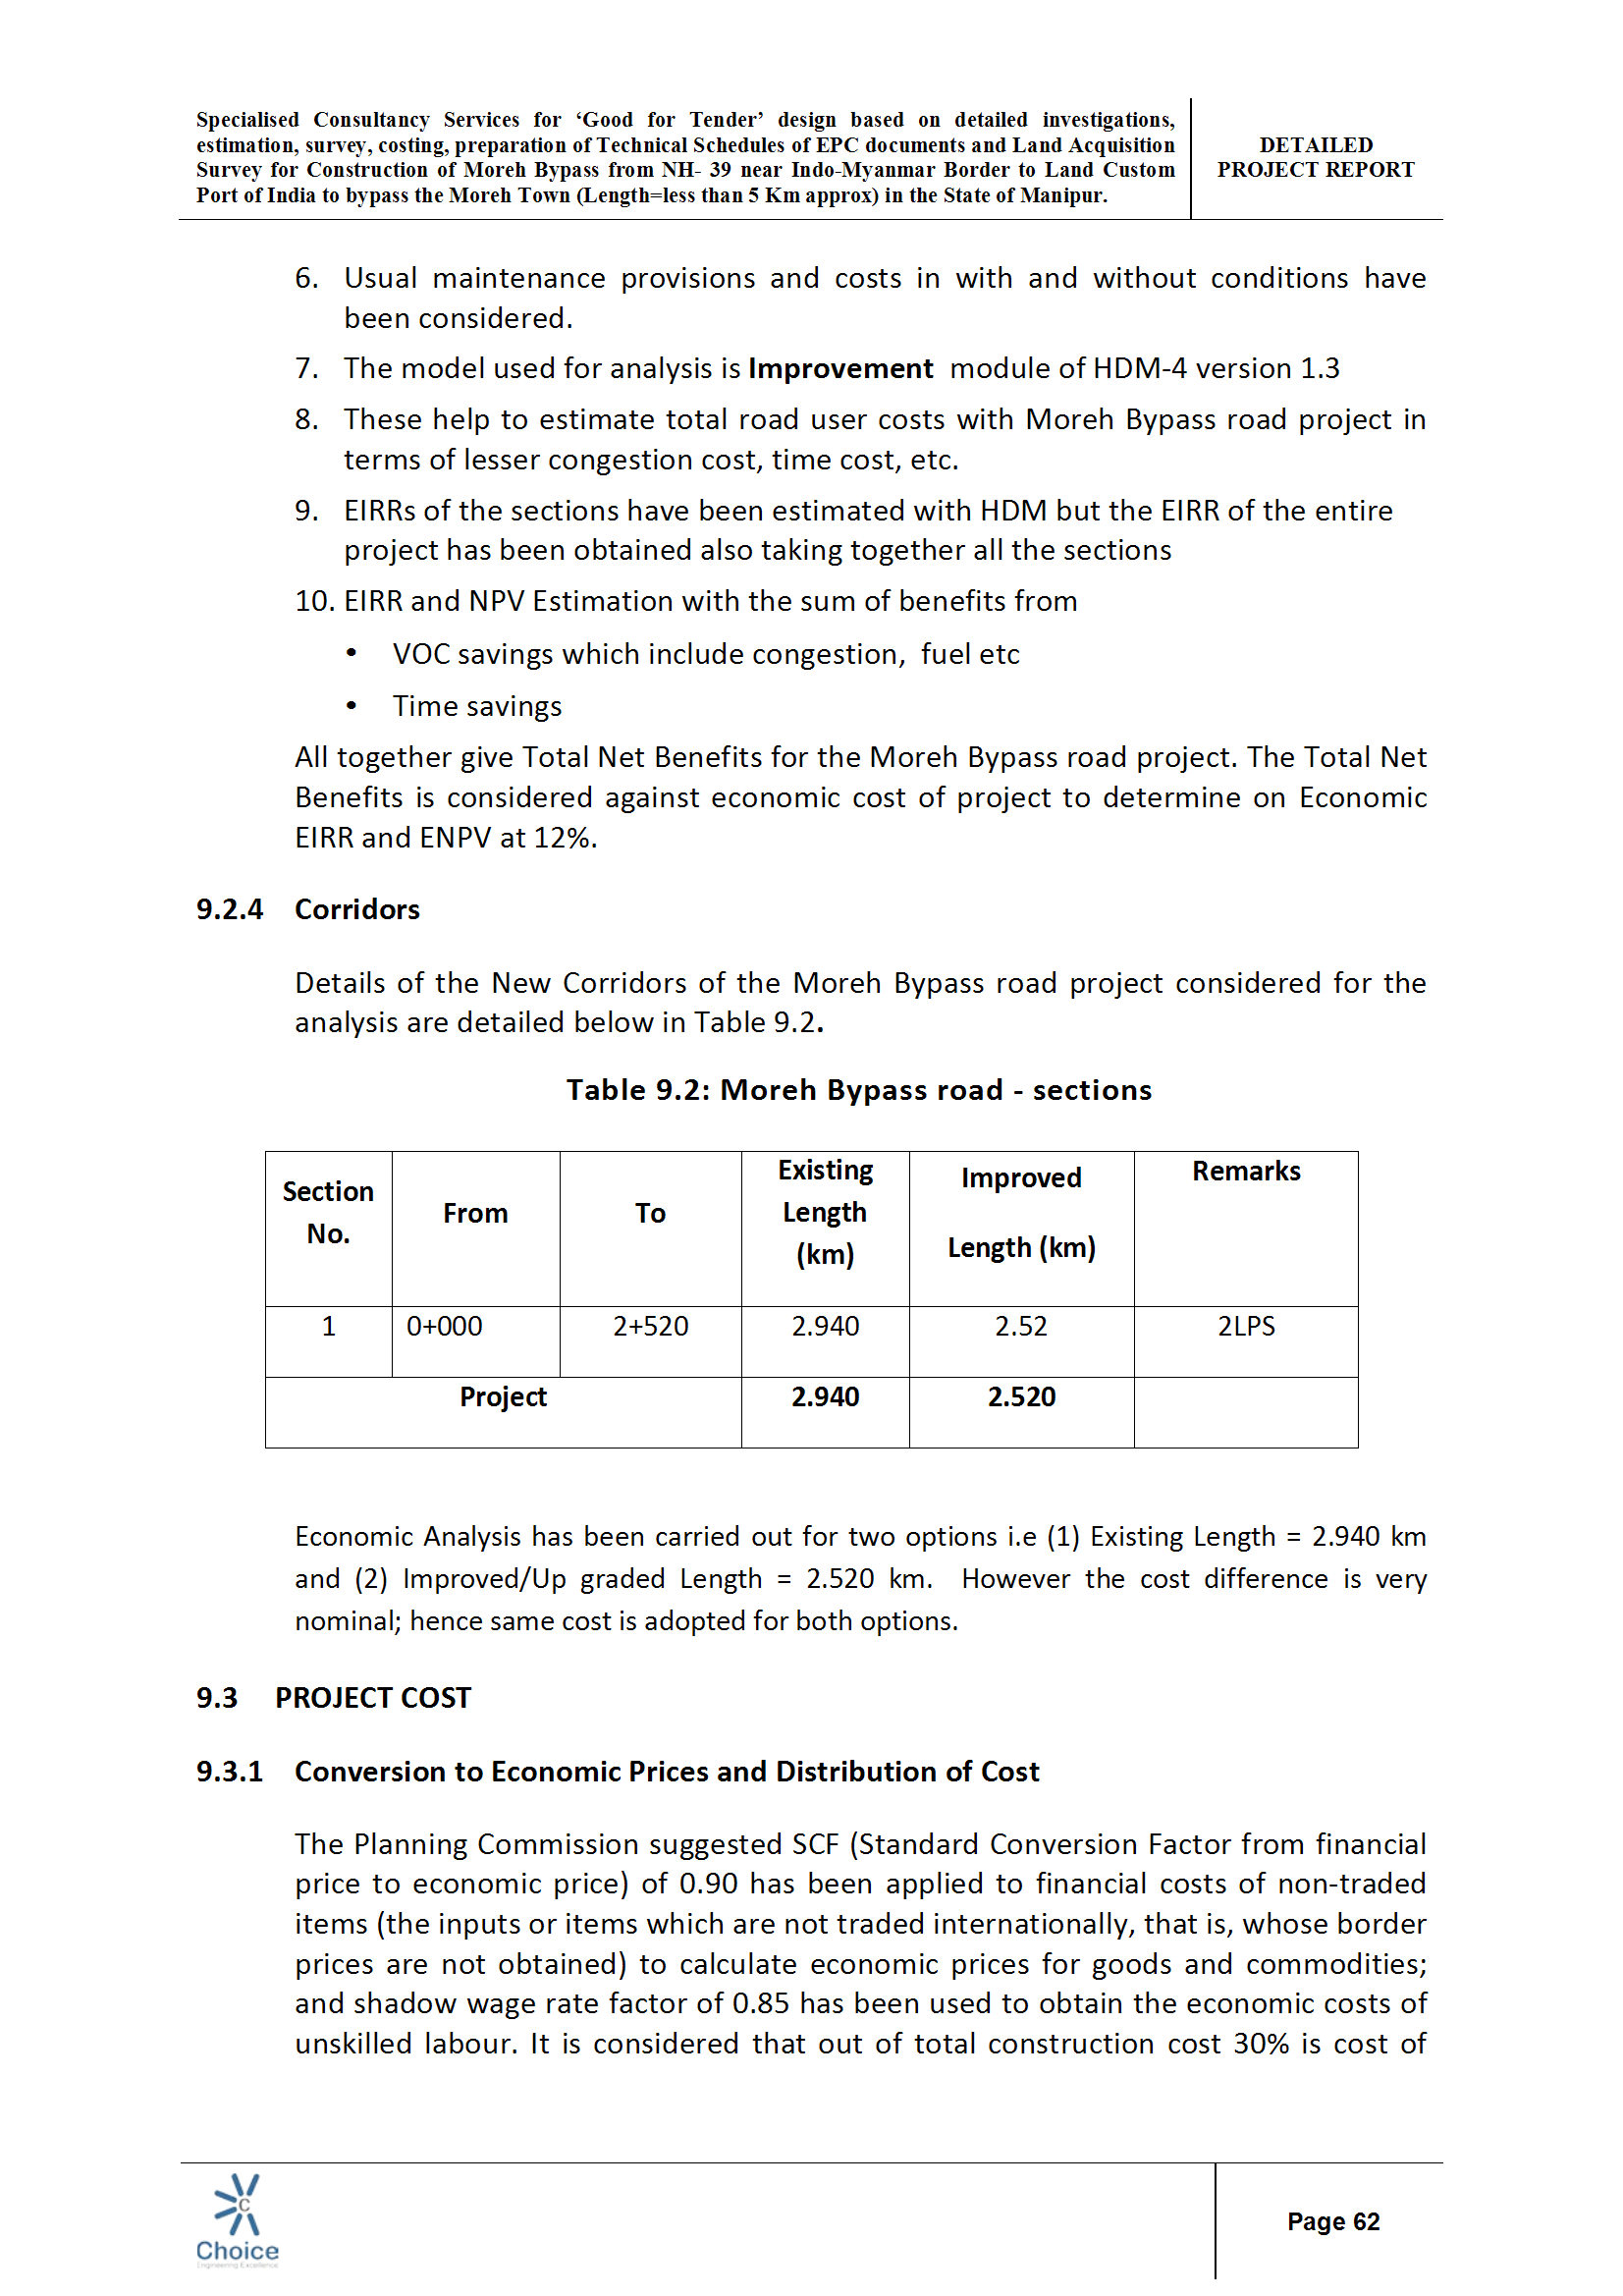 Specialised Consultancy Services for ‘Good for Tender’ design based on detailed investigations,
estimation, survey, costing, preparation of Technical Schedules of EPC documents and Land Acquisition
Survey for Construction of Moreh Bypass from NH- 39 near Indo-Myanmar Border to Land Custom
Port of India to bypass the Moreh Town (Length=less than 5 Km approx) in the State of Manipur.
DETAILED
PROJECT REPORT
6. Usual maintenance provisions and costs in with and without conditions have
been considered.
7. The model used for analysis is Improvement module of HDM-4 version 1.3
8. These help to estimate total road user costs with Moreh Bypass road project in
terms of lesser congestion cost, time cost, etc.
9. EIRRs of the sections have been estimated with HDM but the EIRR of the entire
project has been obtained also taking together all the sections
10. EIRR and NPV Estimation with the sum of benefits from
• VOC savings which include congestion, fuel etc
• Time savings
All together give Total Net Benefits for the Moreh Bypass road project. The Total Net
Benefits is considered against economic cost of project to determine on Economic
EIRR and ENPV at 12%.
9.2.4 Corridors
Details of the New Corridors of the Moreh Bypass road project considered for the
analysis are detailed below in Table 9.2.
Table 9.2: Moreh Bypass road - sections
Section
No.
From
To
Existing
Length
(km)
Improved
Length (km)
Remarks
1 0+000 2+520 2.940 2.52 2LPS
Project 2.940 2.520
Economic Analysis has been carried out for two options i.e (1) Existing Length = 2.940 km
and (2) Improved/Up graded Length = 2.520 km. However the cost difference is very
nominal; hence same cost is adopted for both options.
9.3 PROJECT COST
9.3.1 Conversion to Economic Prices and Distribution of Cost
The Planning Commission suggested SCF (Standard Conversion Factor from financial
price to economic price) of 0.90 has been applied to financial costs of non-traded
items (the inputs or items which are not traded internationally, that is, whose border
prices are not obtained) to calculate economic prices for goods and commodities;
and shadow wage rate factor of 0.85 has been used to obtain the economic costs of
unskilled labour. It is considered that out of total construction cost 30% is cost of
C
Choice
Engineering Excellence
Page 62